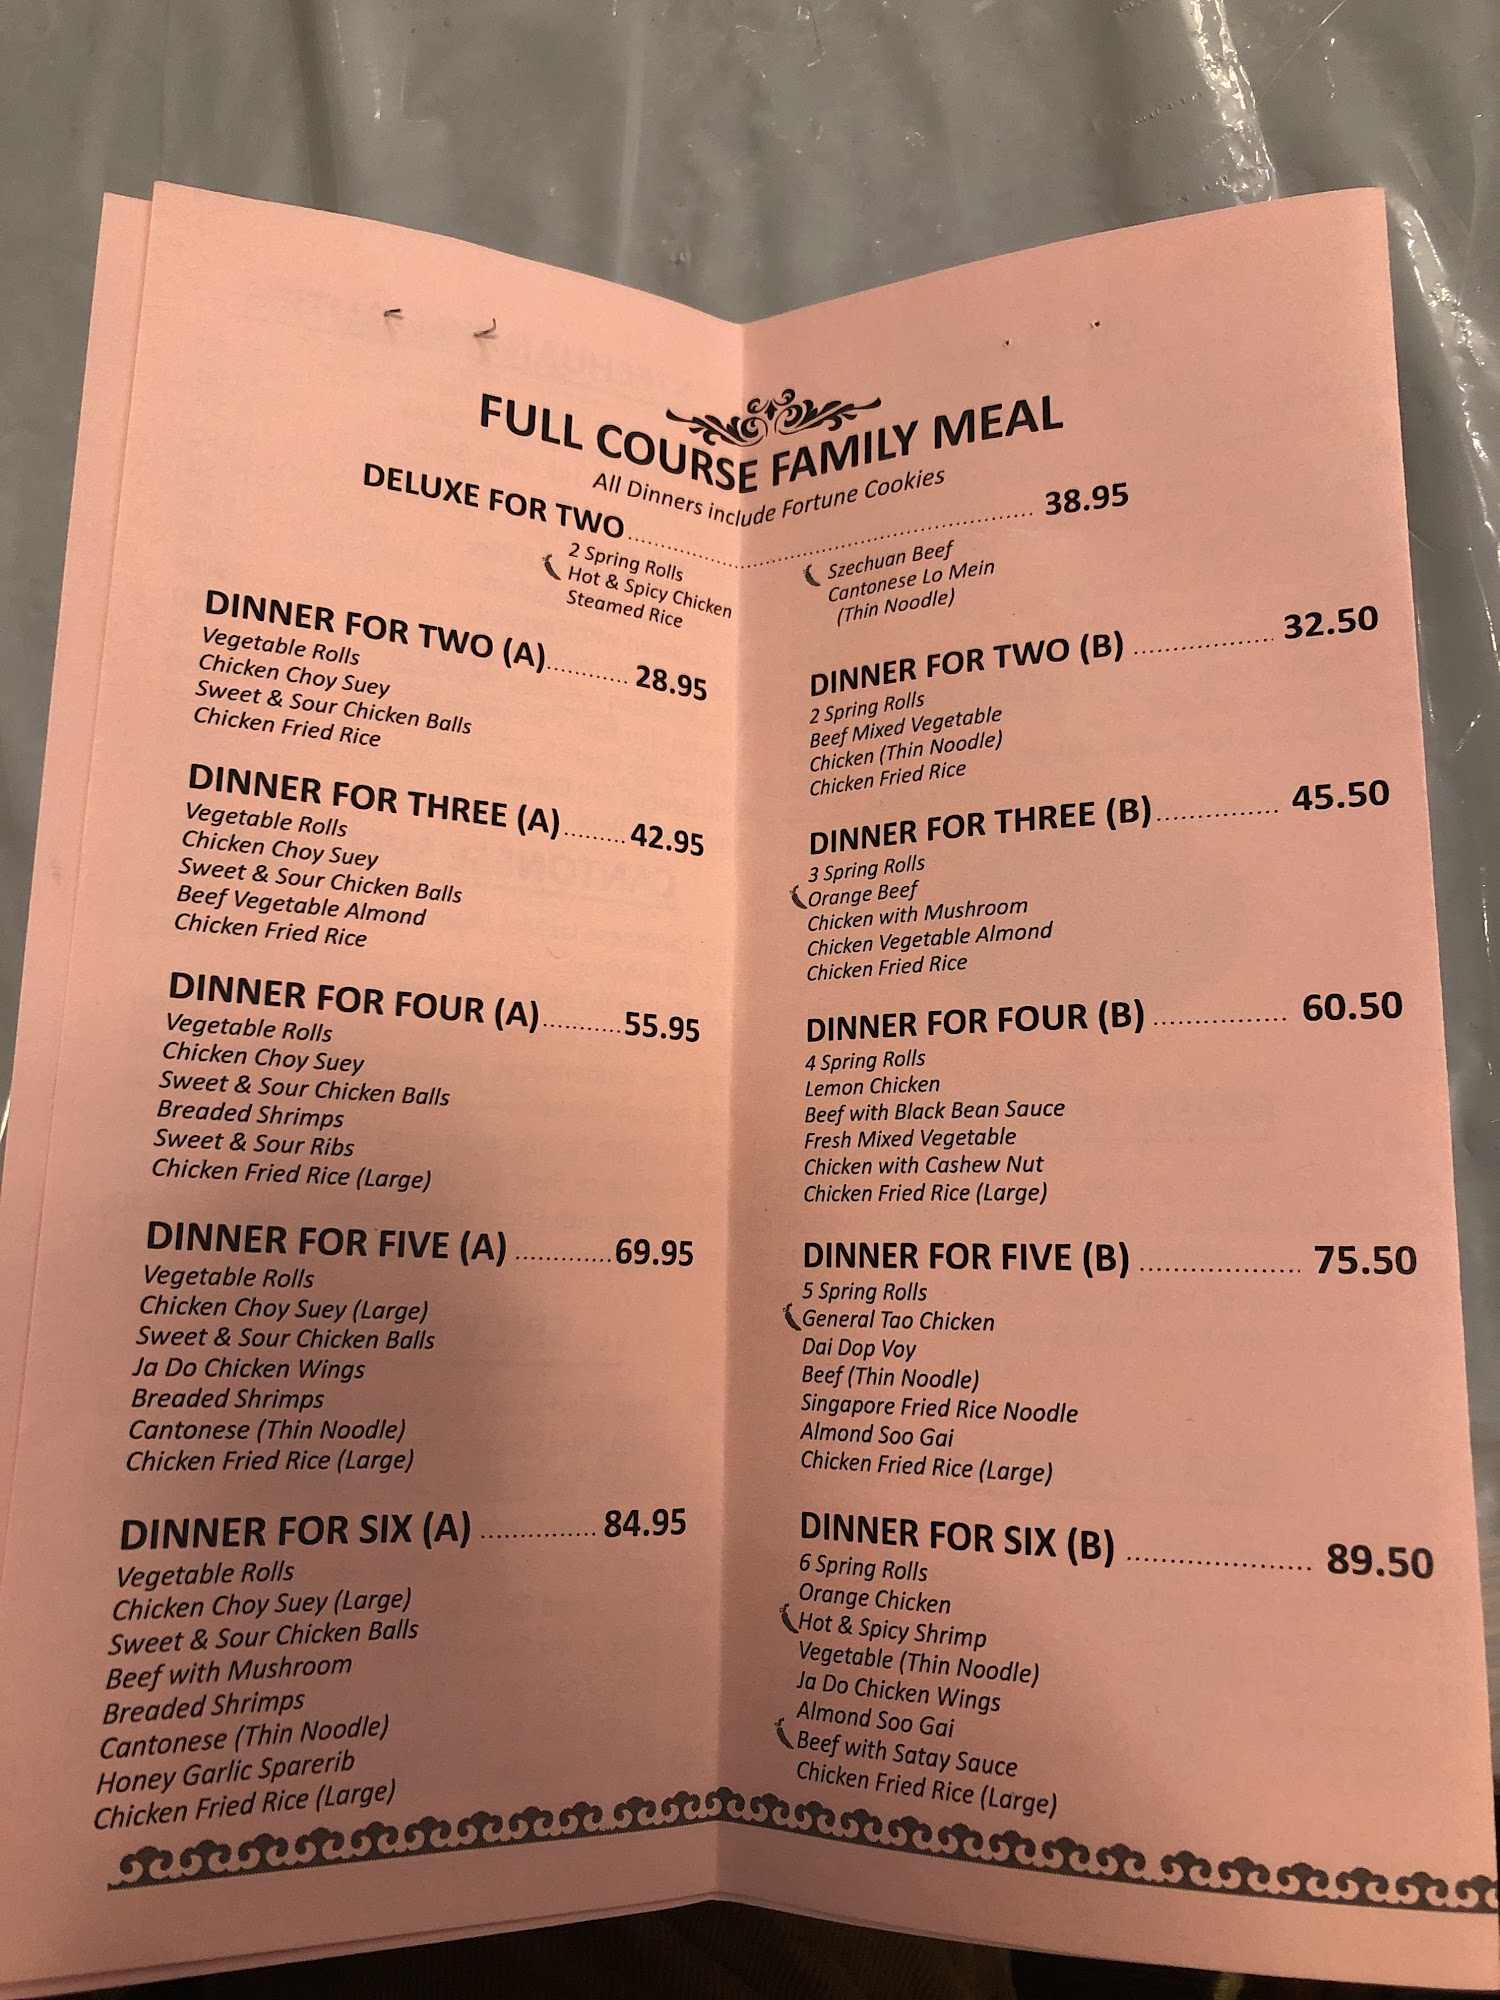 FULL COURSE FAMILY MEAL
All Dinners include Fortune Cookies
DELUXE FOR TWO.......... 38.95
2 Spring Rolls
Hot & Spicy Chicken
Steamed Rice
Szechuan Beef
Cantonese Lo Mein
(Thin Noodle)
DINNER FOR TWO (A).......... 28.95
Vegetable Rolls
Chicken Choy Suey
Sweet & Sour Chicken Balls
Chicken Fried Rice
DINNER FOR THREE (A)......... 42.95
Vegetable Rolls
Chicken Choy Suey
Sweet & Sour Chicken Balls
Beef Vegetable Almond
Chicken Fried Rice
DINNER FOR FOUR (A)...........55.95
Vegetable Rolls
Chicken Choy Suey
Sweet & Sour Chicken Balls
Breaded Shrimps
Sweet & Sour Ribs
Chicken Fried Rice (Large)
DINNER FOR FIVE (A) .............69.95
Vegetable Rolls
Chicken Choy Suey (Large)
Sweet & Sour Chicken Balls
Ja Do Chicken Wings
Breaded Shrimps
Cantonese (Thin Noodle)
Chicken Fried Rice (Large)
DINNER FOR SIX (A) ............... 84.95
Vegetable Rolls
Chicken Choy Suey (Large)
Sweet & Sour Chicken Balls
Beef with Mushroom
Breaded Shrimps
Cantonese (Thin Noodle)
Honey Garlic Sparerib
Chicken Fried Rice (Large)
DINNER FOR TWO (B) .................. 32.50
2 Spring Rolls
Beef Mixed Vegetable
Chicken (Thin Noodle)
Chicken Fried Rice
DINNER FOR THREE (B)................ 45.50
3 Spring Rolls
Orange Beef
Chicken with Mushroom
Chicken Vegetable Almond
Chicken Fried Rice
DINNER FOR FOUR (B) ................. 60.50
4 Spring Rolls
Lemon Chicken
Beef with Black Bean Sauce
Fresh Mixed Vegetable
Chicken with Cashew Nut
Chicken Fried Rice (Large)
DINNER FOR FIVE (B) ..................... 75.50
5 Spring Rolls
General Tao Chicken
Dai Dop Voy
Beef (Thin Noodle)
Singapore Fried Rice Noodle
Almond Soo Gai
Chicken Fried Rice (Large)
DINNER FOR SIX (B) ....................... 89.50
6 Spring Rolls
Orange Chicken
Hot & Spicy Shrimp
Vegetable (Thin Noodle)
Ja Do Chicken Wings
Almond Soo Gai
Beef with Satay Sauce
Chicken Fried Rice (Large)